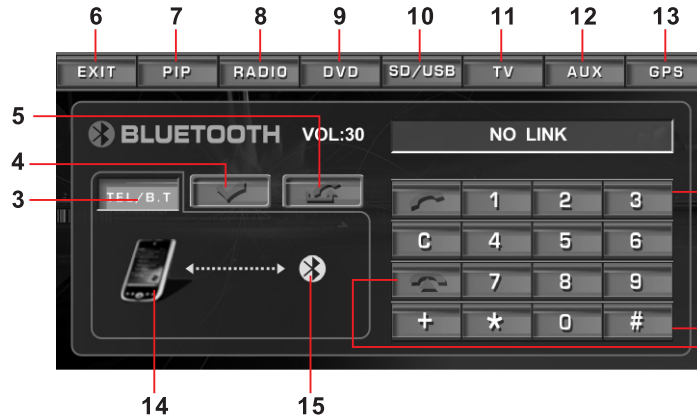 6 7 8 9 10 11 12 13
EXIT PIP RADIO DVD SD/USB TV AUX GPS
5
BLUETOOTH VOL:30 NO LINK
4
3 TEL/B.T
1 2 3
C 4 5 6
7 8 9
+ * 0 #
14 15